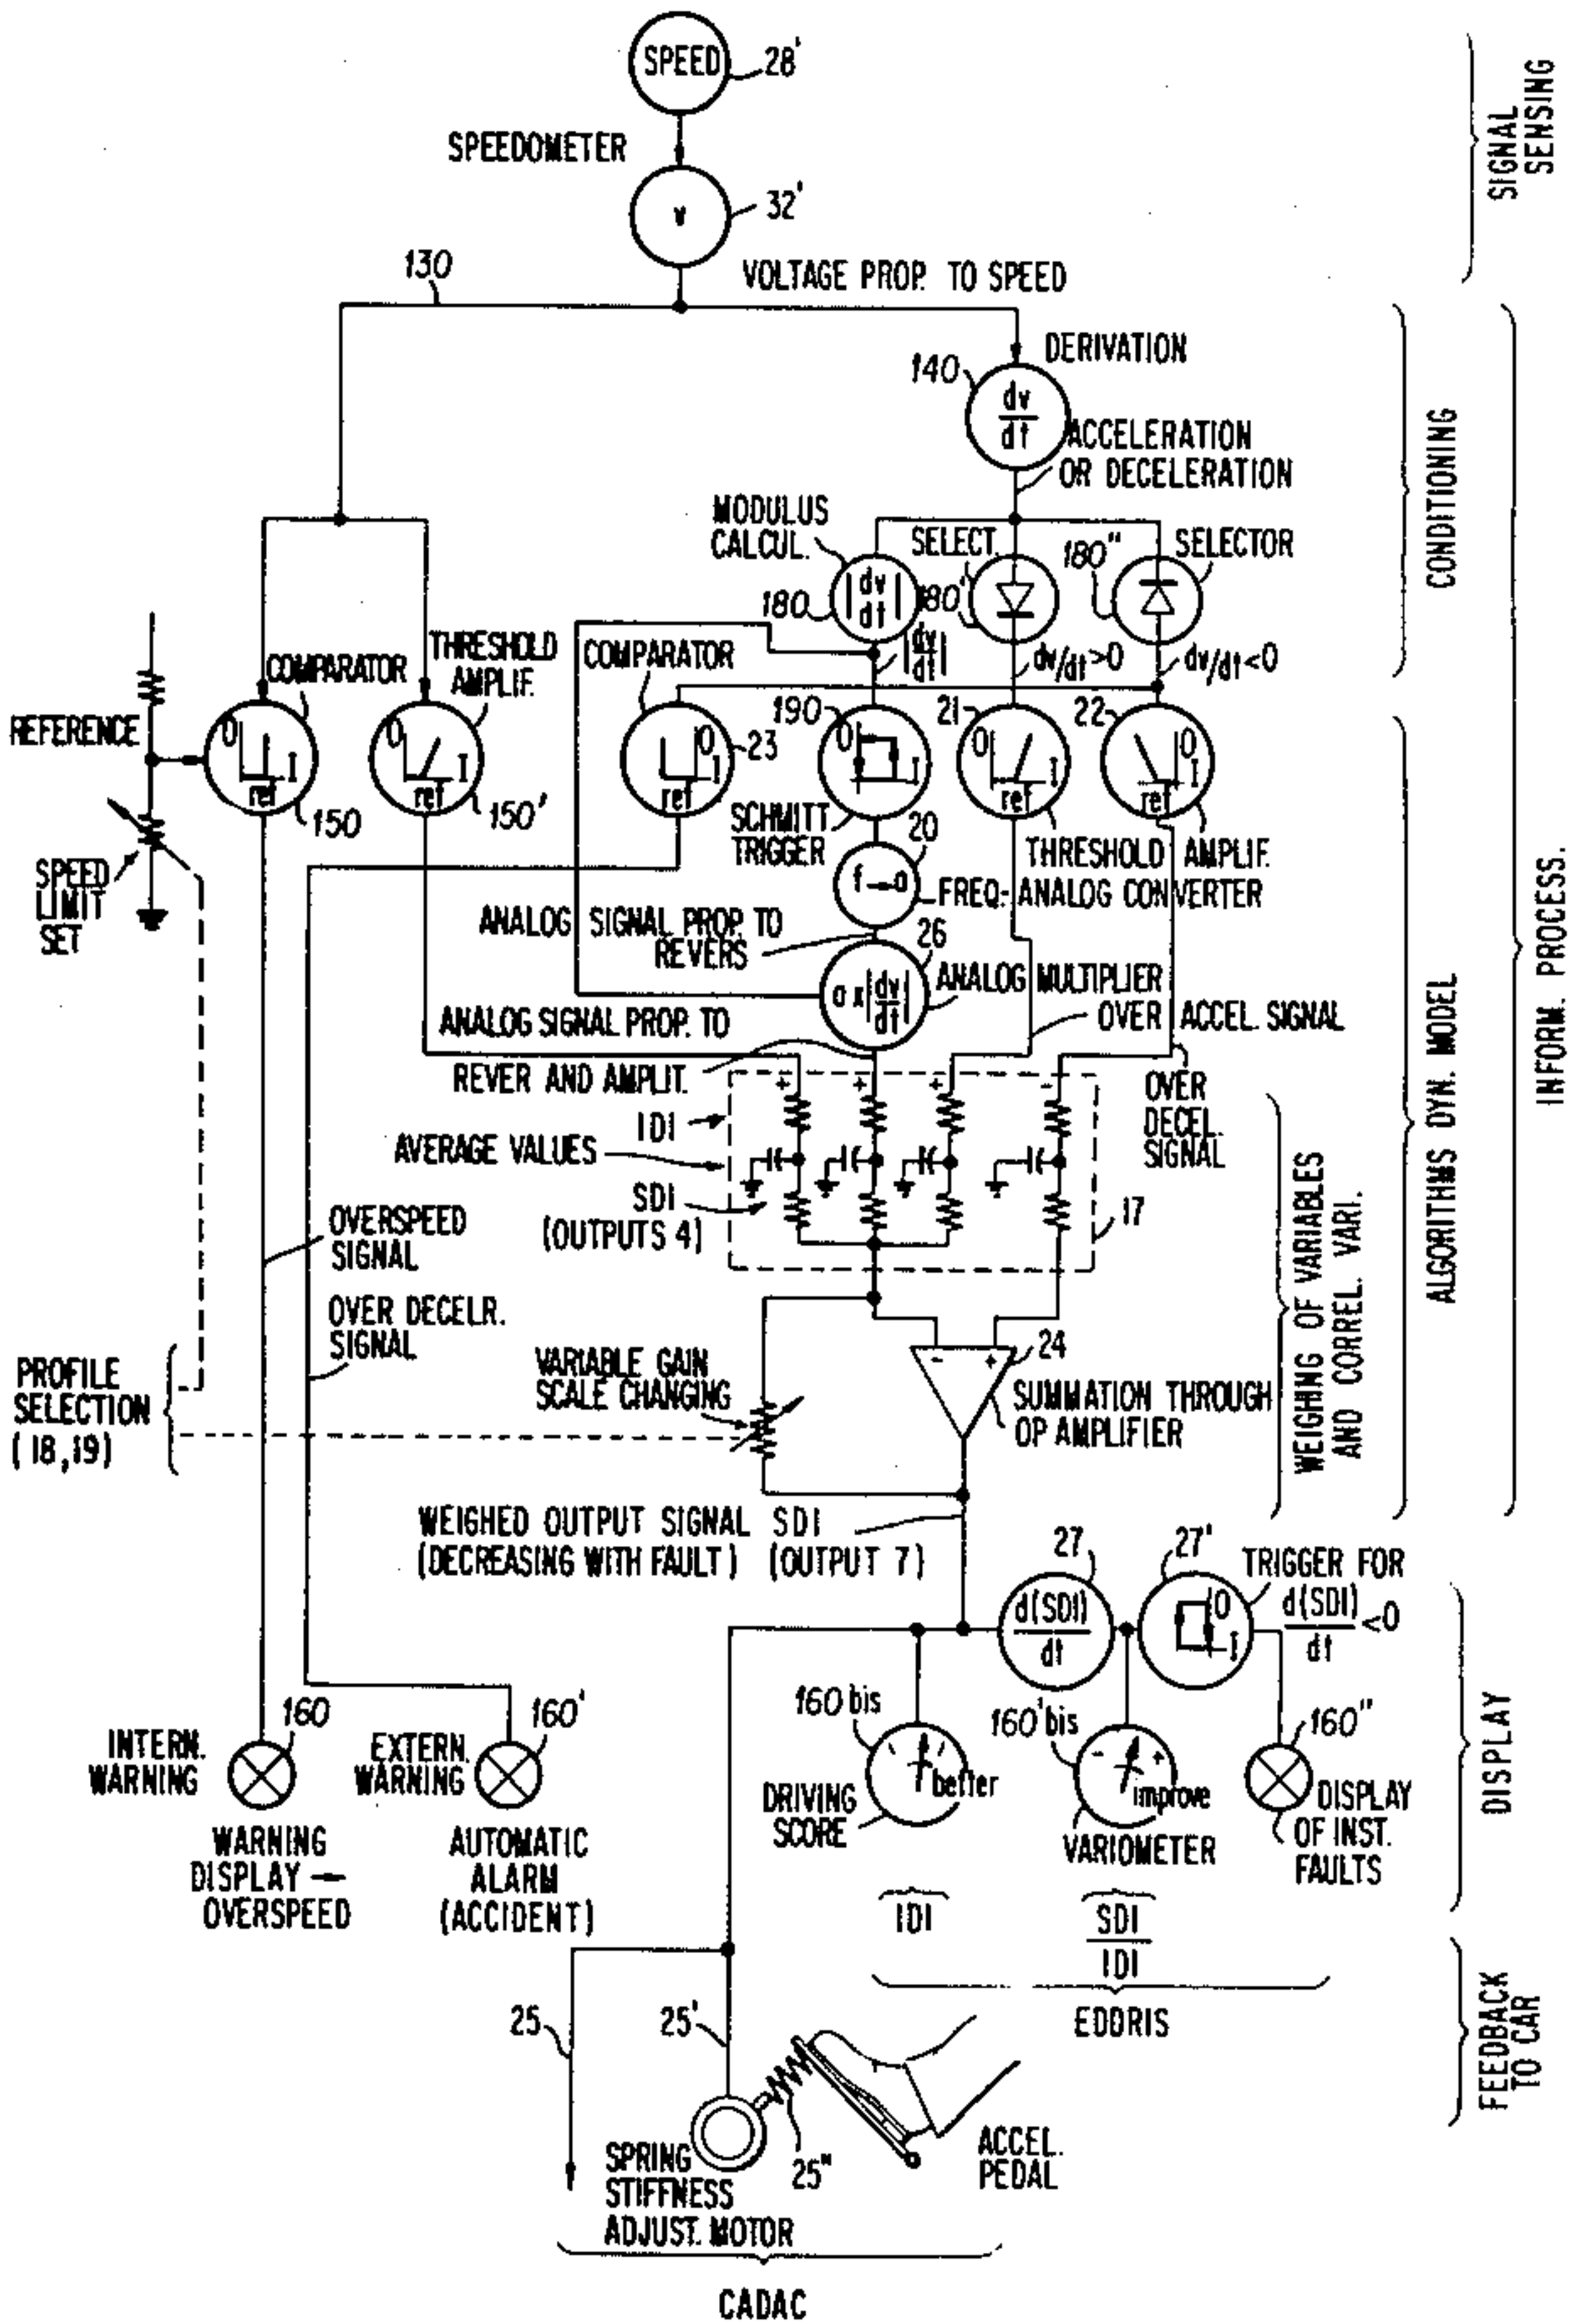 SPEED
28'
SPEEDOMETER
v
32'
130
VOLTAGE PROP. TO SPEED
SIGNAL
SENSING
DERIVATION
140
dv
dt
ACCELERATION
OR DECELERATION
MODULUS
CALCUL.
SELECT.
180"
SELECTOR
180
|dv
dt|
180'
|dv
dt|
dv/dt>0
dv/dt<0
CONDITIONING
REFERENCE
COMPARATOR
THRESHOLD
AMPLIF.
COMPARATOR
190
21
22
O
I
ref
150
O
I
ref
150'
O
I
ref
23
O
I
O
I
ref
O
I
ref
SCHMITT
TRIGGER
20
THRESHOLD AMPLIF.
SPEED
LIMIT
SET
f→a
FREQ- ANALOG CONVERTER
ANALOG SIGNAL PROP. TO
REVERS
26
a x |dv
dt|
ANALOG MULTIPLIER
OVER ACCEL. SIGNAL
ANALOG SIGNAL PROP. TO
REVER AND AMPLIT.
+
+
+
-
OVER
DECEL.
SIGNAL
IDI
AVERAGE VALUES
SDI
(OUTPUTS 4)
17
OVERSPEED
SIGNAL
OVER DECELR.
SIGNAL
PROFILE
SELECTION
(18,19)
VARIABLE GAIN
SCALE CHANGING
-
+
24
SUMMATION THROUGH
OP AMPLIFIER
WEIGHING OF VARIABLES
AND CORREL. VARI.
ALGORITHMS DYN. MODEL
INFORM. PROCESS.
WEIGHED OUTPUT SIGNAL SDI
(DECREASING WITH FAULT) (OUTPUT 7)
27
d(SDI)
dt
27'
O
I
TRIGGER FOR
d(SDI)
dt
<0
160 bis
160'bis
160"
better
- +
improve
DRIVING
SCORE
VARIOMETER
DISPLAY
OF INST.
FAULTS
INTERN.
WARNING
160
EXTERN.
WARNING
160'
WARNING
DISPLAY
OVERSPEED
AUTOMATIC
ALARM
(ACCIDENT)
DISPLAY
IDI
SDI
IDI
EDDRIS
25
25'
25"
SPRING
STIFFNESS
ADJUST. MOTOR
ACCEL.
PEDAL
FEEDBACK
TO CAR
CADAC